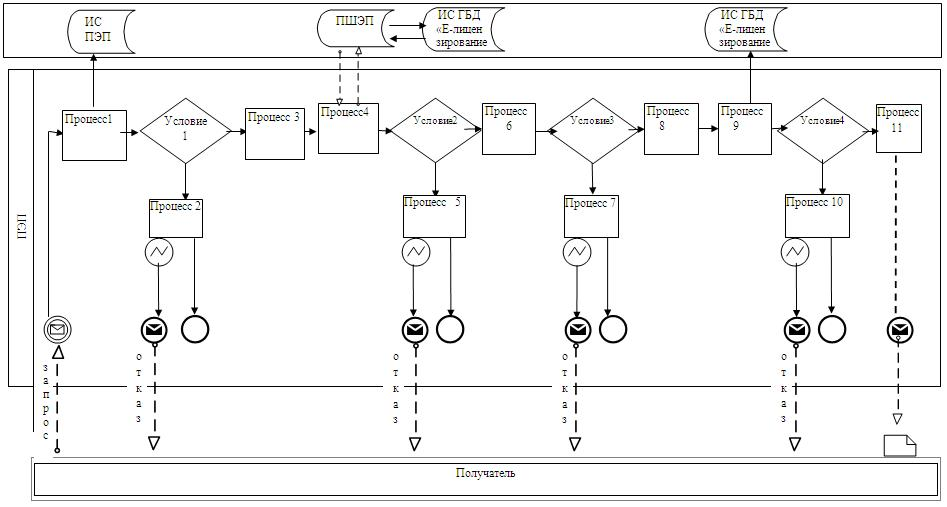 ИС
ПЭП
ПШЭП
ИС ГБД
«Е-лицен
зирование
ИС ГБД
«Е-лицен
зирование
Процесс1
Условие
1
Процесс 3
Процесс4
Условие2
Процесс
6
Условие3
Процесс
8
Процесс
9
Условие4
Процесс
11
Процесс 2
Процесс 5
Процесс 7
Процесс 10
запрос
отказ
отказ
отказ
отказ
Получатель